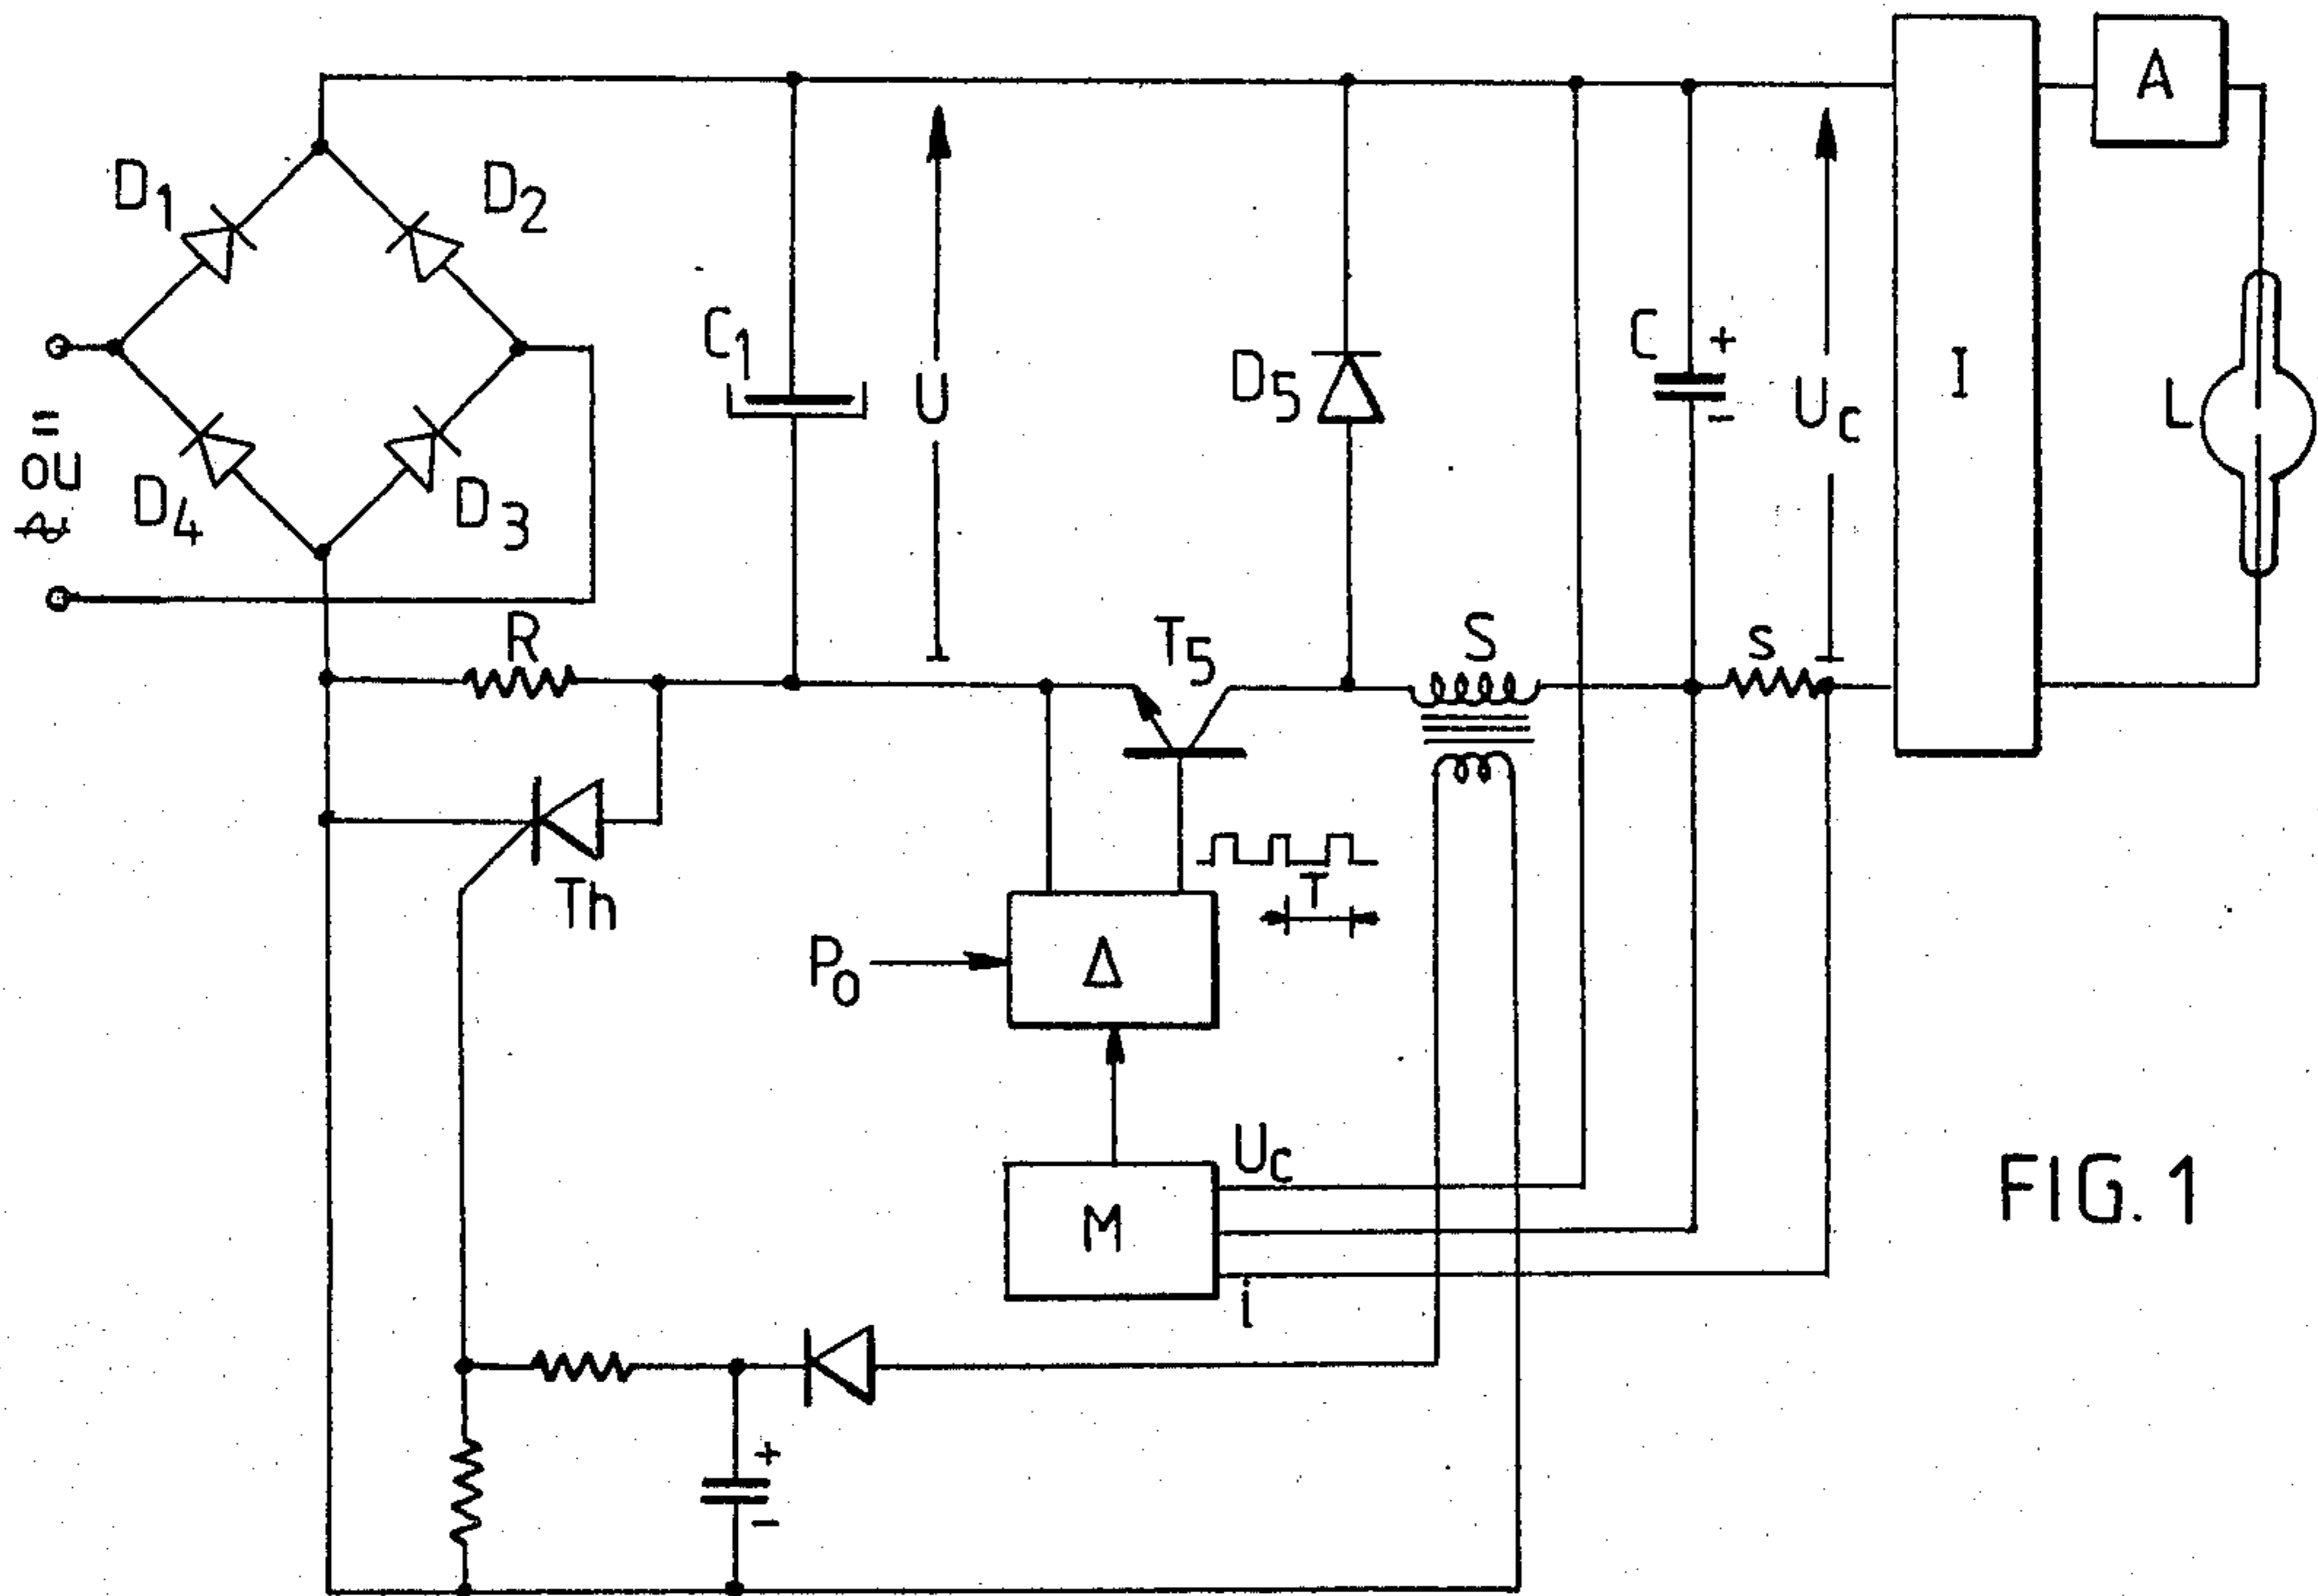 A
D1
D2
C1
U
D5
C
+
-
Uc
I
L
=
OU
D4
D3
R
T5
S
s
Th
T
P0
Δ
Uc
M
i
FIG. 1
+
-